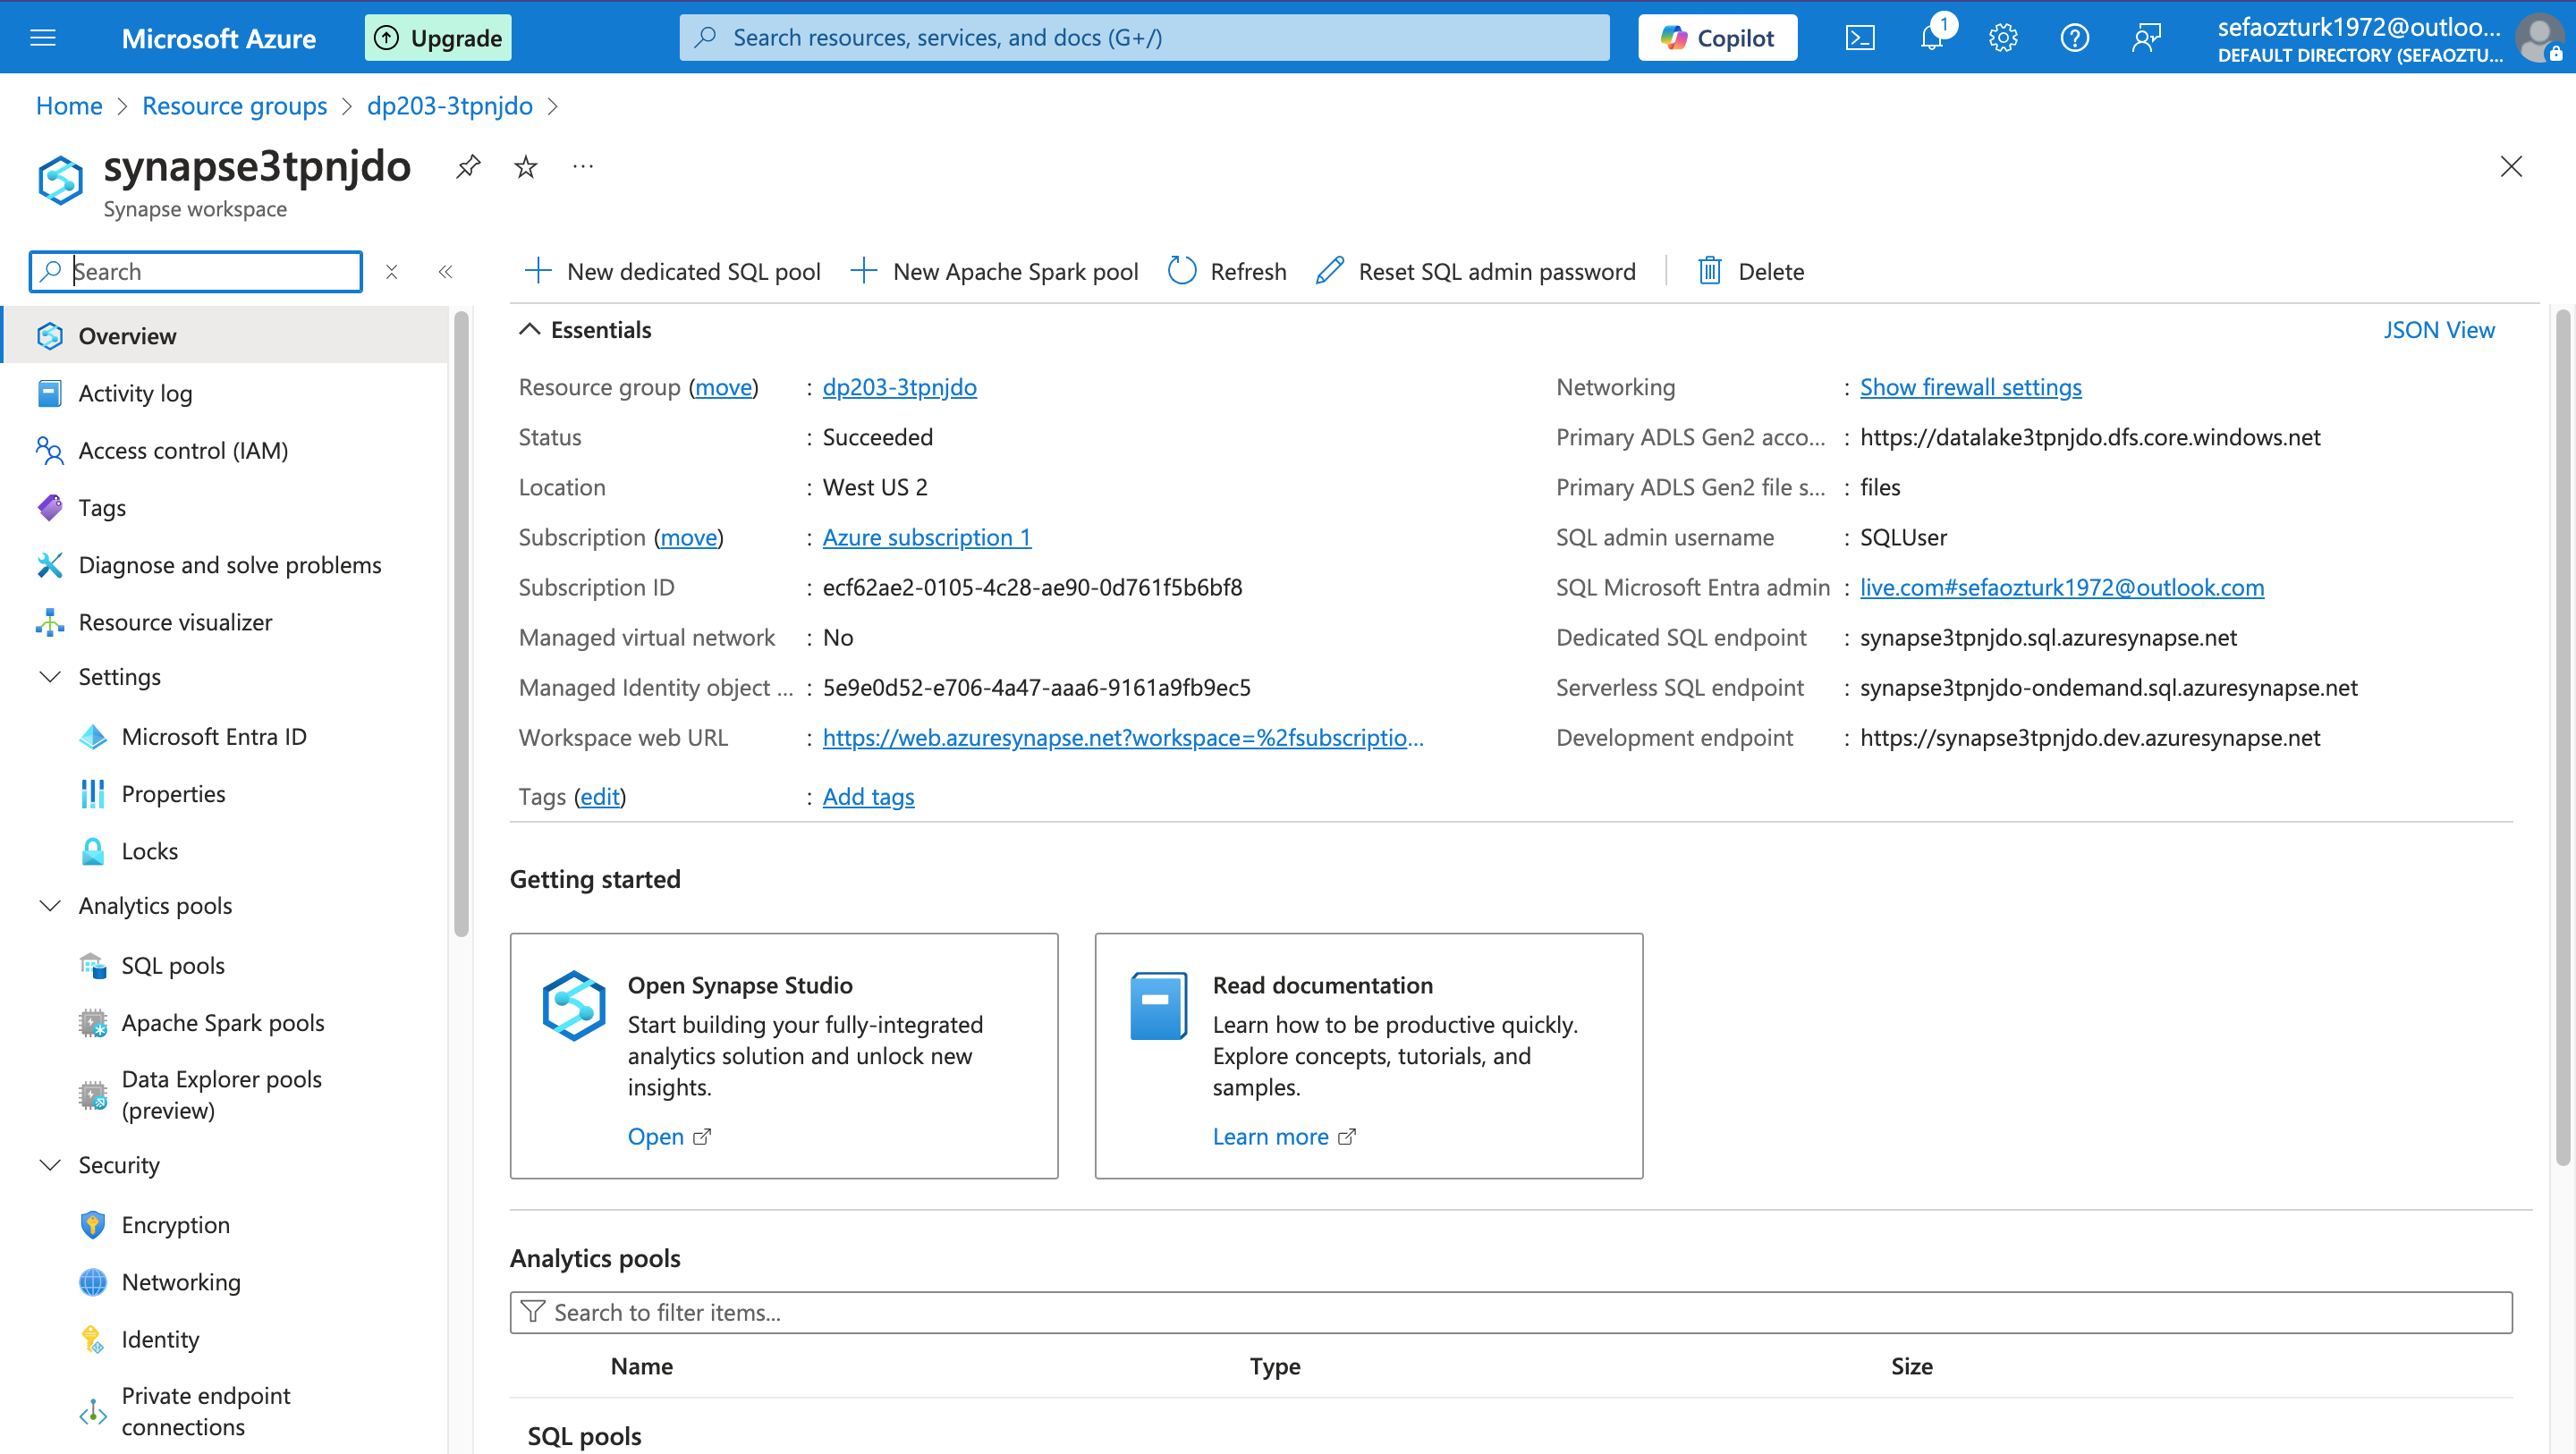 Microsoft Azure
Upgrade
Search resources, services, and docs (G+/)
Copilot
1
sefaozturk1972@outloo...
DEFAULT DIRECTORY (SEFAOZTU...
Home > Resource groups > dp203-3tpnjdo >
synapse3tpnjdo
Synapse workspace
Search
New dedicated SQL pool
New Apache Spark pool
Refresh
Reset SQL admin password
Delete
Overview
Activity log
Access control (IAM)
Tags
Diagnose and solve problems
Resource visualizer
Settings
Microsoft Entra ID
Properties
Locks
Analytics pools
SQL pools
Apache Spark pools
Data Explorer pools
(preview)
Security
Encryption
Networking
Identity
Private endpoint
connections
Essentials
JSON View
Resource group (move) : dp203-3tpnjdo
Status : Succeeded
Location : West US 2
Subscription (move) : Azure subscription 1
Subscription ID : ecf62ae2-0105-4c28-ae90-0d761f5b6bf8
Managed virtual network : No
Managed Identity object ... : 5e9e0d52-e706-4a47-aaa6-9161a9fb9ec5
Workspace web URL : https://web.azuresynapse.net?workspace=%2fsubscriptio...
Tags (edit) : Add tags
Networking : Show firewall settings
Primary ADLS Gen2 acco... : https://datalake3tpnjdo.dfs.core.windows.net
Primary ADLS Gen2 file s... : files
SQL admin username : SQLUser
SQL Microsoft Entra admin : live.com#sefaozturk1972@outlook.com
Dedicated SQL endpoint : synapse3tpnjdo.sql.azuresynapse.net
Serverless SQL endpoint : synapse3tpnjdo-ondemand.sql.azuresynapse.net
Development endpoint : https://synapse3tpnjdo.dev.azuresynapse.net
Getting started
Open Synapse Studio
Start building your fully-integrated
analytics solution and unlock new
insights.
Open
Read documentation
Learn how to be productive quickly.
Explore concepts, tutorials, and
samples.
Learn more
Analytics pools
Search to filter items...
Name Type Size
SQL pools